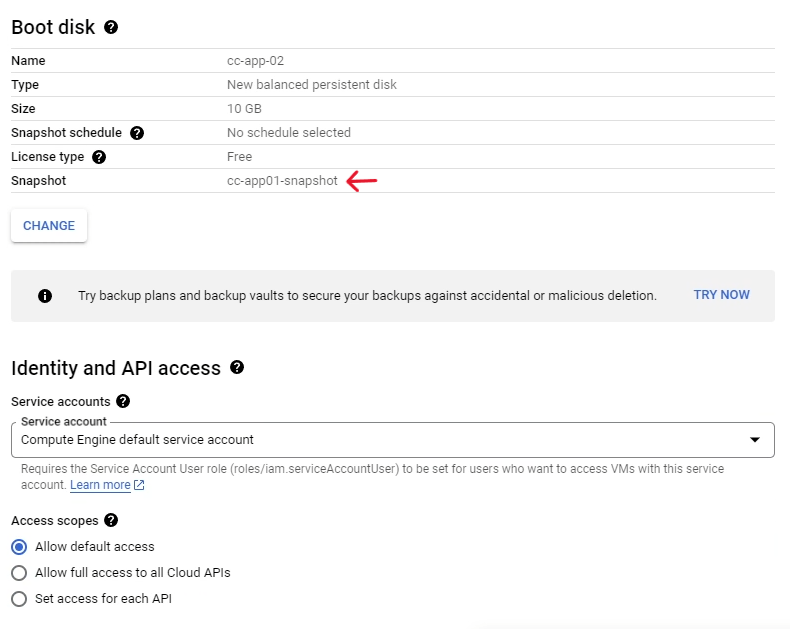 Boot disk
Name cc-app-02
Type New balanced persistent disk
Size 10 GB
Snapshot schedule No schedule selected
License type Free
Snapshot cc-app01-snapshot
CHANGE
Try backup plans and backup vaults to secure your backups against accidental or malicious deletion. TRY NOW
Identity and API access
Service accounts
Service account
Compute Engine default service account
Requires the Service Account User role (roles/iam.serviceAccountUser) to be set for users who want to access VMs with this service
account. Learn more
Access scopes
Allow default access
Allow full access to all Cloud APIs
Set access for each API